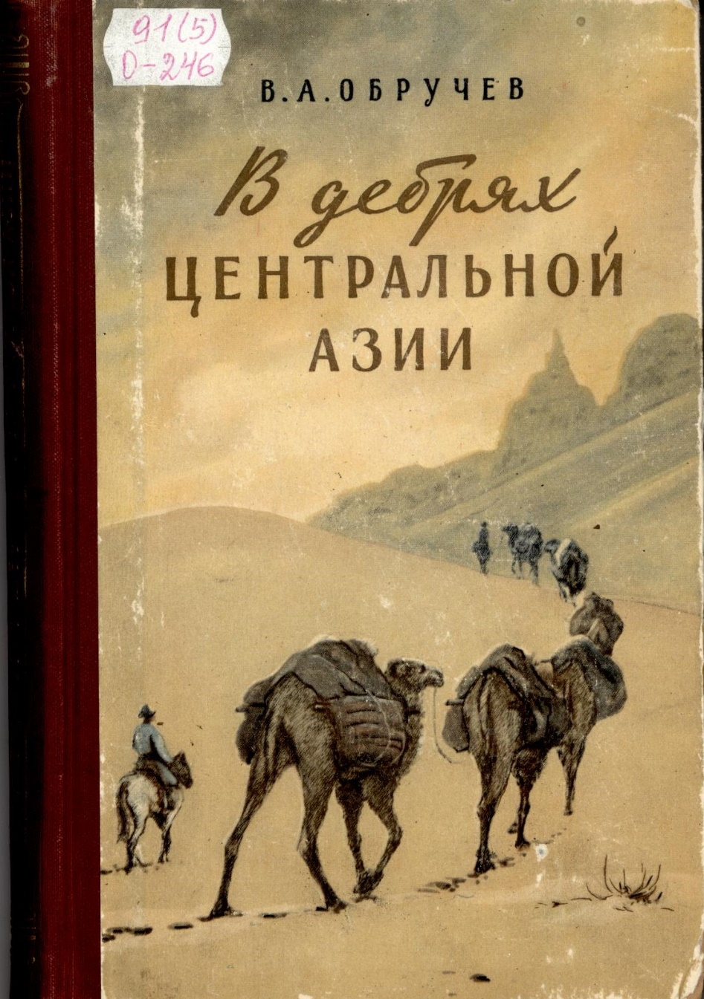 91(5)
О-246
В.А.ОБРУЧЕВ
В дебрях
ЦЕНТРАЛЬНОЙ
АЗИИ